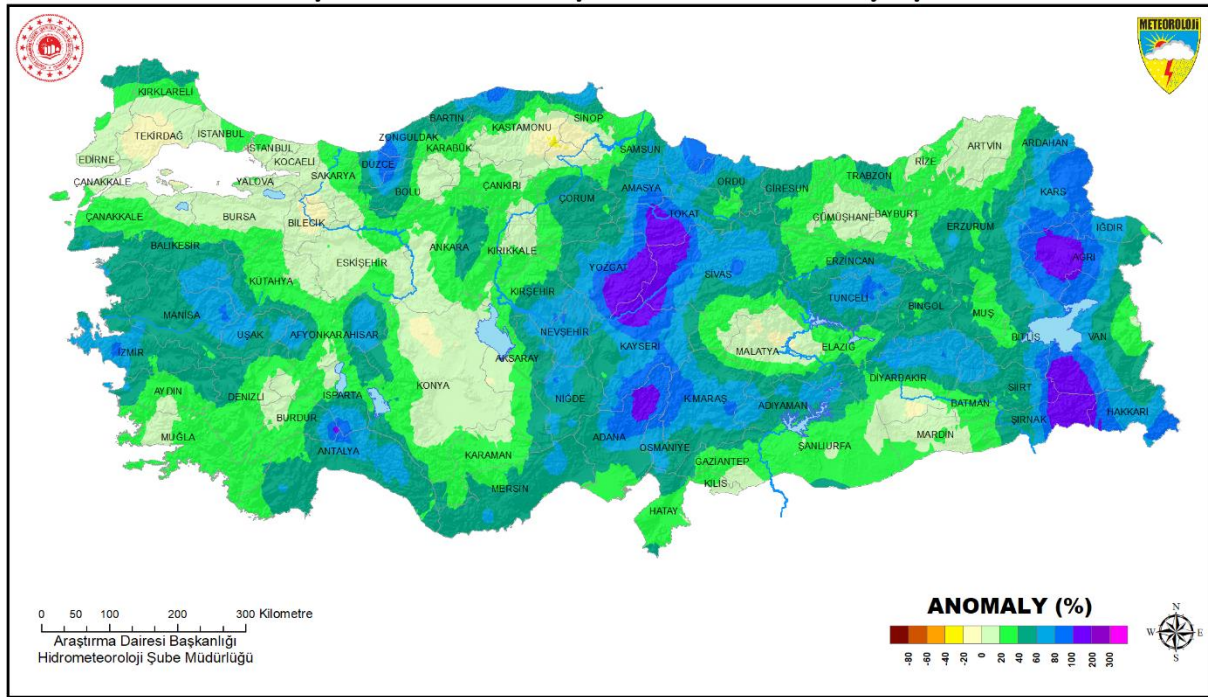 METEOROLOJİ
KIRKLARELİ
TEKİRDAĞ
İSTANBUL
İSTANBUL
EDİRNE
KOCAELİ
ÇANAKKALE
YALOVA
SAKARYA
DÜZCE
ZONGULDAK
BARTIN
KARABÜK
KASTAMONU
SİNOP
SAMSUN
BOLU
ÇANKIRI
ÇORUM
AMASYA
ORDU
GİRESUN
TRABZON
RİZE
ARTVİN
ARDAHAN
KARS
ÇANAKKALE
BURSA
BİLECİK
TOKAT
GÜMÜŞHANE
BAYBURT
ERZURUM
IĞDIR
AĞRI
BALIKESİR
ESKİŞEHİR
ANKARA
KIRIKKALE
YOZGAT
SİVAS
ERZİNCAN
KÜTAHYA
KIRŞEHİR
TUNCELİ
BİNGÖL
MUŞ
MANİSA
UŞAK
AFYONKARAHİSAR
NEVŞEHİR
KAYSERİ
MALATYA
ELAZIĞ
BİTLİS
VAN
İZMİR
AKSARAY
KONYA
DİYARBAKIR
BATMAN
SİİRT
AYDIN
DENİZLİ
ISPARTA
BURDUR
NİĞDE
K.MARAŞ
ADIYAMAN
ŞIRNAK
HAKKARİ
MUĞLA
ANTALYA
KARAMAN
ADANA
OSMANİYE
ŞANLIURFA
MARDİN
GAZİANTEP
KİLİS
MERSİN
HATAY
0 50 100 200 300 Kilometre
Araştırma Dairesi Başkanlığı
Hidrometeoroloji Şube Müdürlüğü
ANOMALY (%)
-80 -60 -40 -20 0 20 40 60 80 100 200 300
N
W E
S